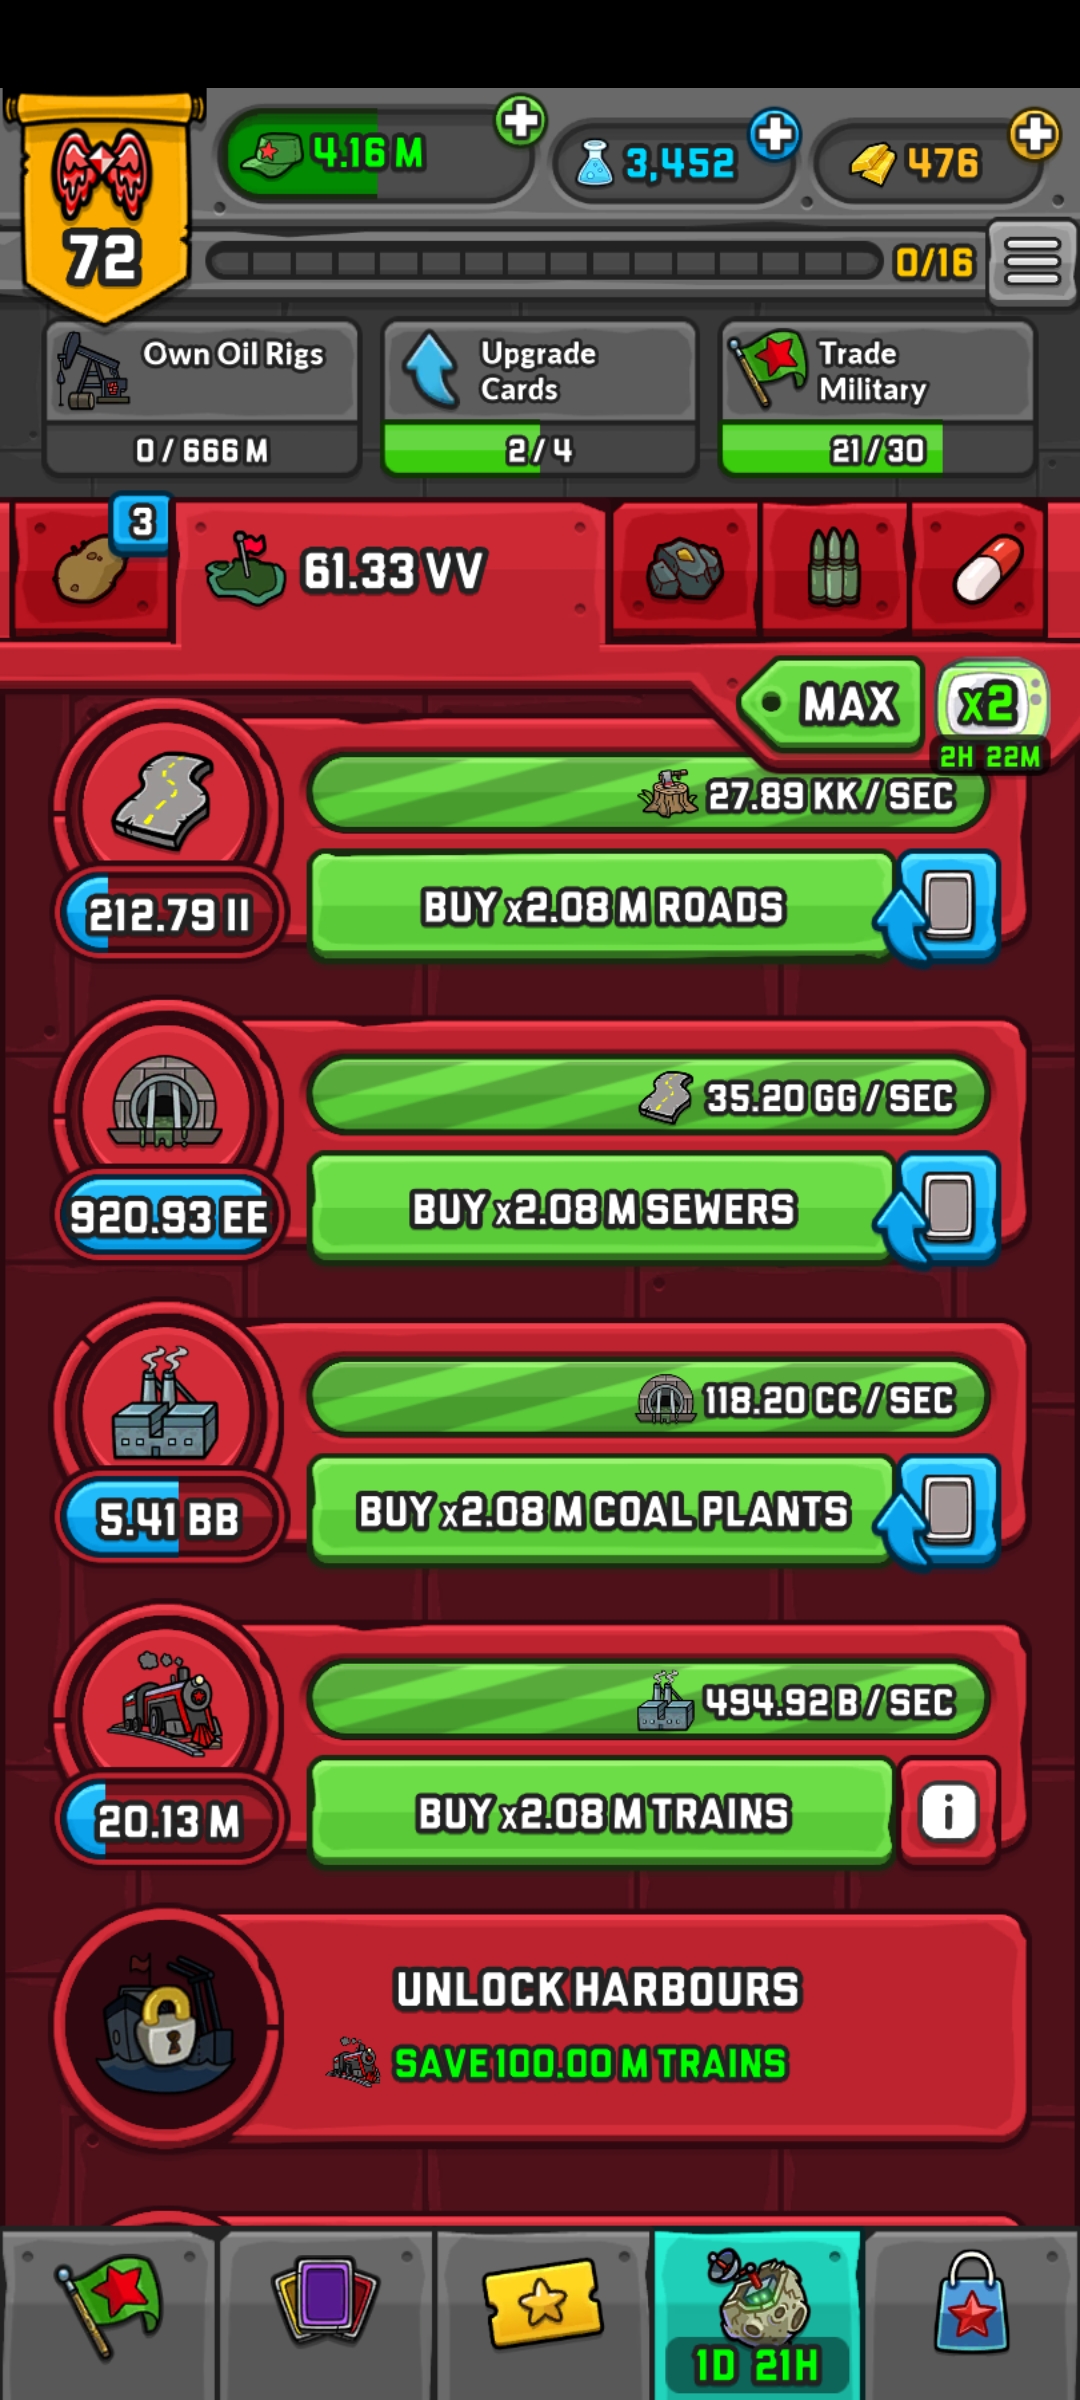 4.16 M
3,452
476
72
0/16
Own Oil Rigs
0 / 666 M
Upgrade
Cards
2 / 4
Trade
Military
21 / 30
3
61.33 VV
MAX
x2
2H 22M
27.89 KK / SEC
212.79 II
BUY x2.08 M ROADS
35.20 GG / SEC
920.93 EE
BUY x2.08 M SEWERS
118.20 CC / SEC
5.41 BB
BUY x2.08 M COAL PLANTS
494.92 B / SEC
20.13 M
BUY x2.08 M TRAINS
i
UNLOCK HARBOURS
SAVE 100.00 M TRAINS
1D 21H